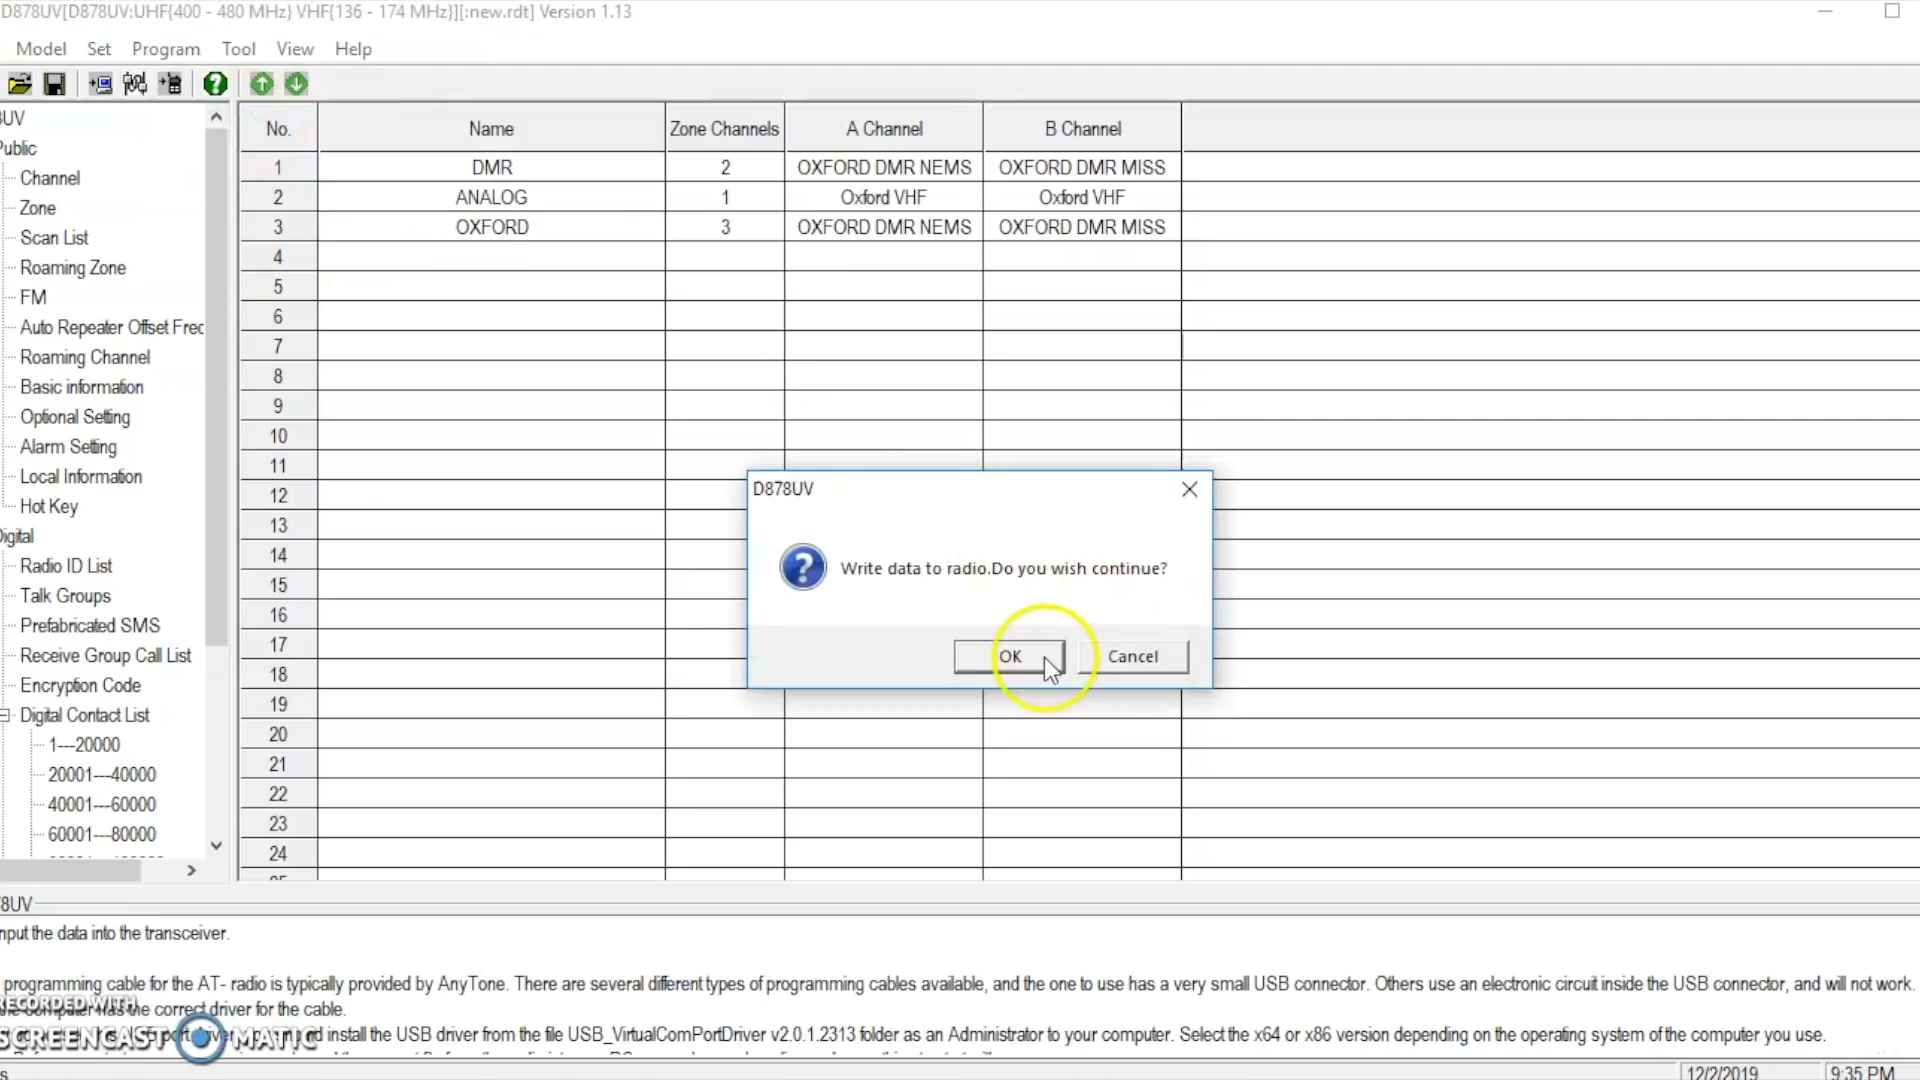 D878UV[D878UV:UHF{400 - 480 MHz} VHF{136 - 174 MHz}][:new.rdt] Version 1.13
Model Set Program Tool View Help
Public
Channel
Zone
Scan List
Roaming Zone
FM
Auto Repeater Offset Frec
Roaming Channel
Basic information
Optional Setting
Alarm Setting
Local Information
Hot Key
Digital
Radio ID List
Talk Groups
Prefabricated SMS
Receive Group Call List
Encryption Code
Digital Contact List
1---20000
20001---40000
40001---60000
60001---80000
No. Name Zone Channels A Channel B Channel
1 DMR 2 OXFORD DMR NEMS OXFORD DMR MISS
2 ANALOG 1 Oxford VHF Oxford VHF
3 OXFORD 3 OXFORD DMR NEMS OXFORD DMR MISS
4
5
6
7
8
9
10
11
12
13
14
15
16
17
18
19
20
21
22
23
24
D878UV
Write data to radio.Do you wish continue?
OK Cancel
8UV
nput the data into the transceiver.
programming cable for the AT- radio is typically provided by AnyTone. There are several different types of programming cables available, and the one to use has a very small USB connector. Others use an electronic circuit inside the USB connector, and will not work.
the computer has the correct driver for the cable.
and install the USB driver from the file USB_VirtualComPortDriver v2.0.1.2313 folder as an Administrator to your computer. Select the x64 or x86 version depending on the operating system of the computer you use.
RECORDED WITH
SCREENCAST MATIC
12/2/2019 9:35 PM